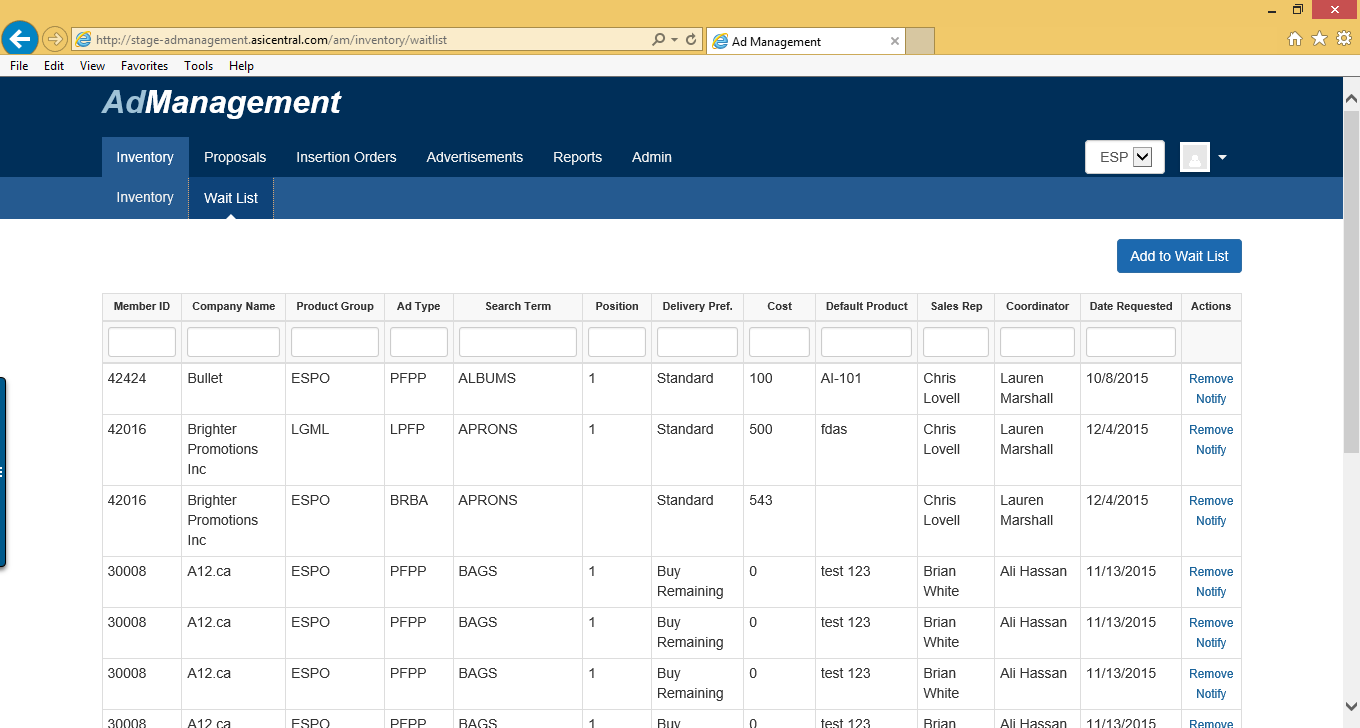 http://stage-admanagement.asicentral.com/am/inventory/waitlist
Ad Management
File Edit View Favorites Tools Help
AdManagement
Inventory Proposals Insertion Orders Advertisements Reports Admin
ESP
Inventory Wait List
Add to Wait List
Member ID Company Name Product Group Ad Type Search Term Position Delivery Pref. Cost Default Product Sales Rep Coordinator Date Requested Actions
42424 Bullet ESPO PFPP ALBUMS 1 Standard 100 AI-101 Chris Lauren 10/8/2015 Remove
Lovell Marshall Notify
42016 Brighter LGML LPFP APRONS 1 Standard 500 fdas Chris Lauren 12/4/2015 Remove
Promotions Lovell Marshall Notify
Inc
42016 Brighter ESPO BRBA APRONS Standard 543 Chris Lauren 12/4/2015 Remove
Promotions Lovell Marshall Notify
Inc
30008 A12.ca ESPO PFPP BAGS 1 Buy 0 test 123 Brian Ali Hassan 11/13/2015 Remove
Remaining White Notify
30008 A12.ca ESPO PFPP BAGS 1 Buy 0 test 123 Brian Ali Hassan 11/13/2015 Remove
Remaining White Notify
30008 A12.ca ESPO PFPP BAGS 1 Buy 0 test 123 Brian Ali Hassan 11/13/2015 Remove
Remaining White Notify
30008 A12.ca ESPO PFPP BAGS 1 Buy 0 test 123 Brian Ali Hassan 11/13/2015 Remove